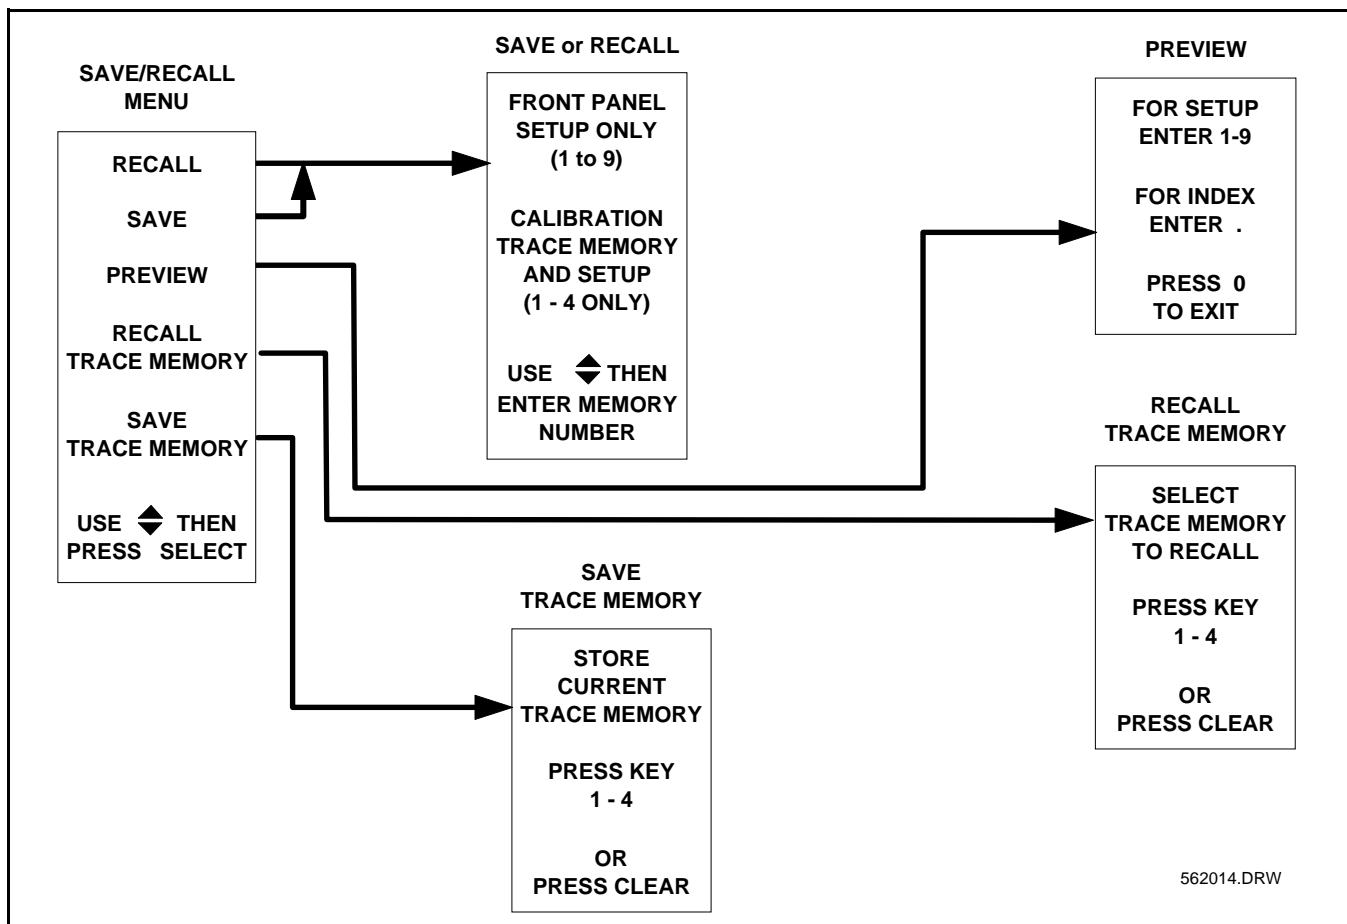 SAVE/RECALL
MENU
RECALL
SAVE
PREVIEW
RECALL
TRACE MEMORY
SAVE
TRACE MEMORY
USE THEN
PRESS SELECT
SAVE or RECALL
FRONT PANEL
SETUP ONLY
(1 to 9)
CALIBRATION
TRACE MEMORY
AND SETUP
(1 - 4 ONLY)
USE THEN
ENTER MEMORY
NUMBER
PREVIEW
FOR SETUP
ENTER 1-9
FOR INDEX
ENTER .
PRESS 0
TO EXIT
RECALL
TRACE MEMORY
SELECT
TRACE MEMORY
TO RECALL
PRESS KEY
1 - 4
OR
PRESS CLEAR
SAVE
TRACE MEMORY
STORE
CURRENT
TRACE MEMORY
PRESS KEY
1 - 4
OR
PRESS CLEAR
562014.DRW